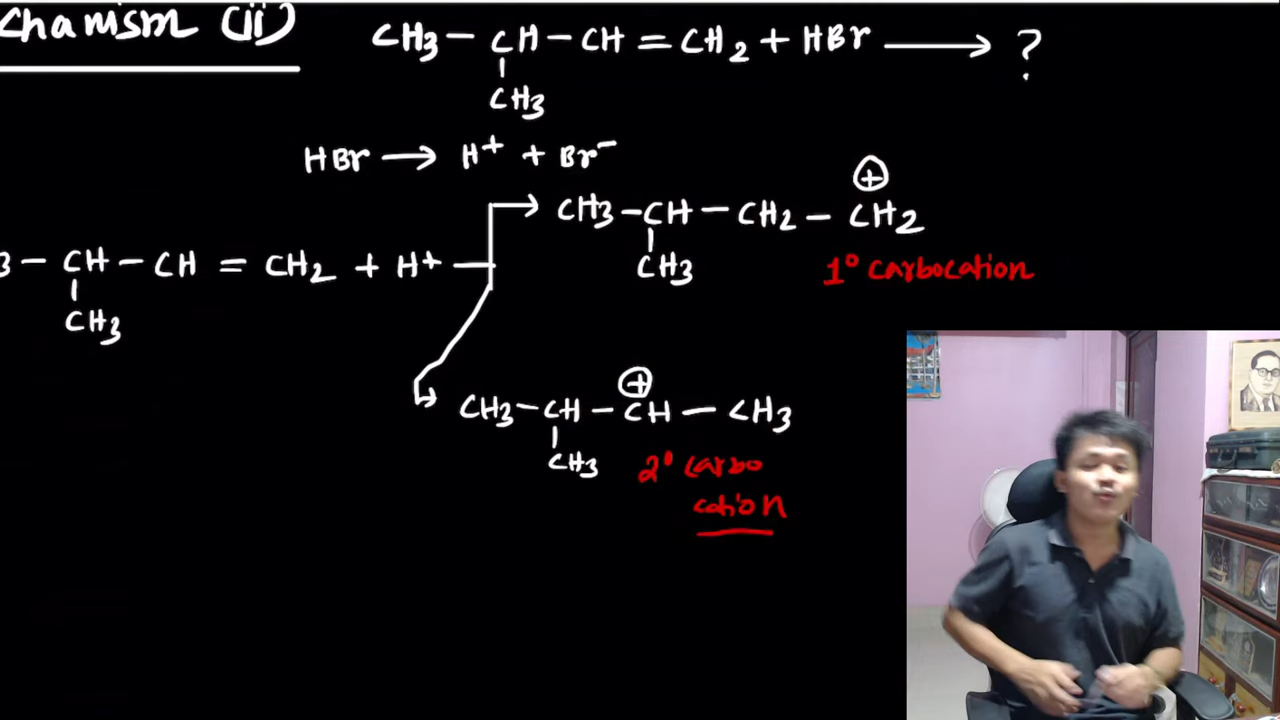 chanism (ii)
CH3 — CH — CH = CH2 + HBr ⟶ ?
|
CH3
HBr ⟶ H+ + Br−
⊕
CH3 — CH — CH2 — CH2
|
CH3
1° carbocation
3 — CH — CH = CH2 + H+
|
CH3
⊕
CH3 — CH — CH — CH3
|
CH3
2° carbo
cation